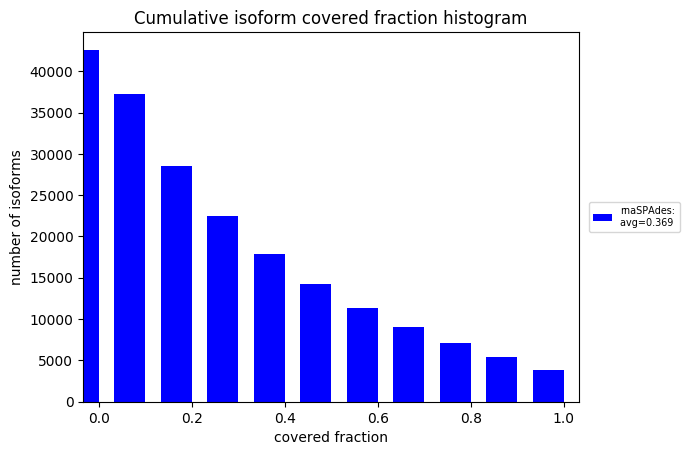 Cumulative isoform covered fraction histogram
number of isoforms
40000
35000
30000
25000
20000
15000
10000
5000
0
0.0 0.2 0.4 0.6 0.8 1.0
covered fraction
rnaSPAdes:
avg=0.369